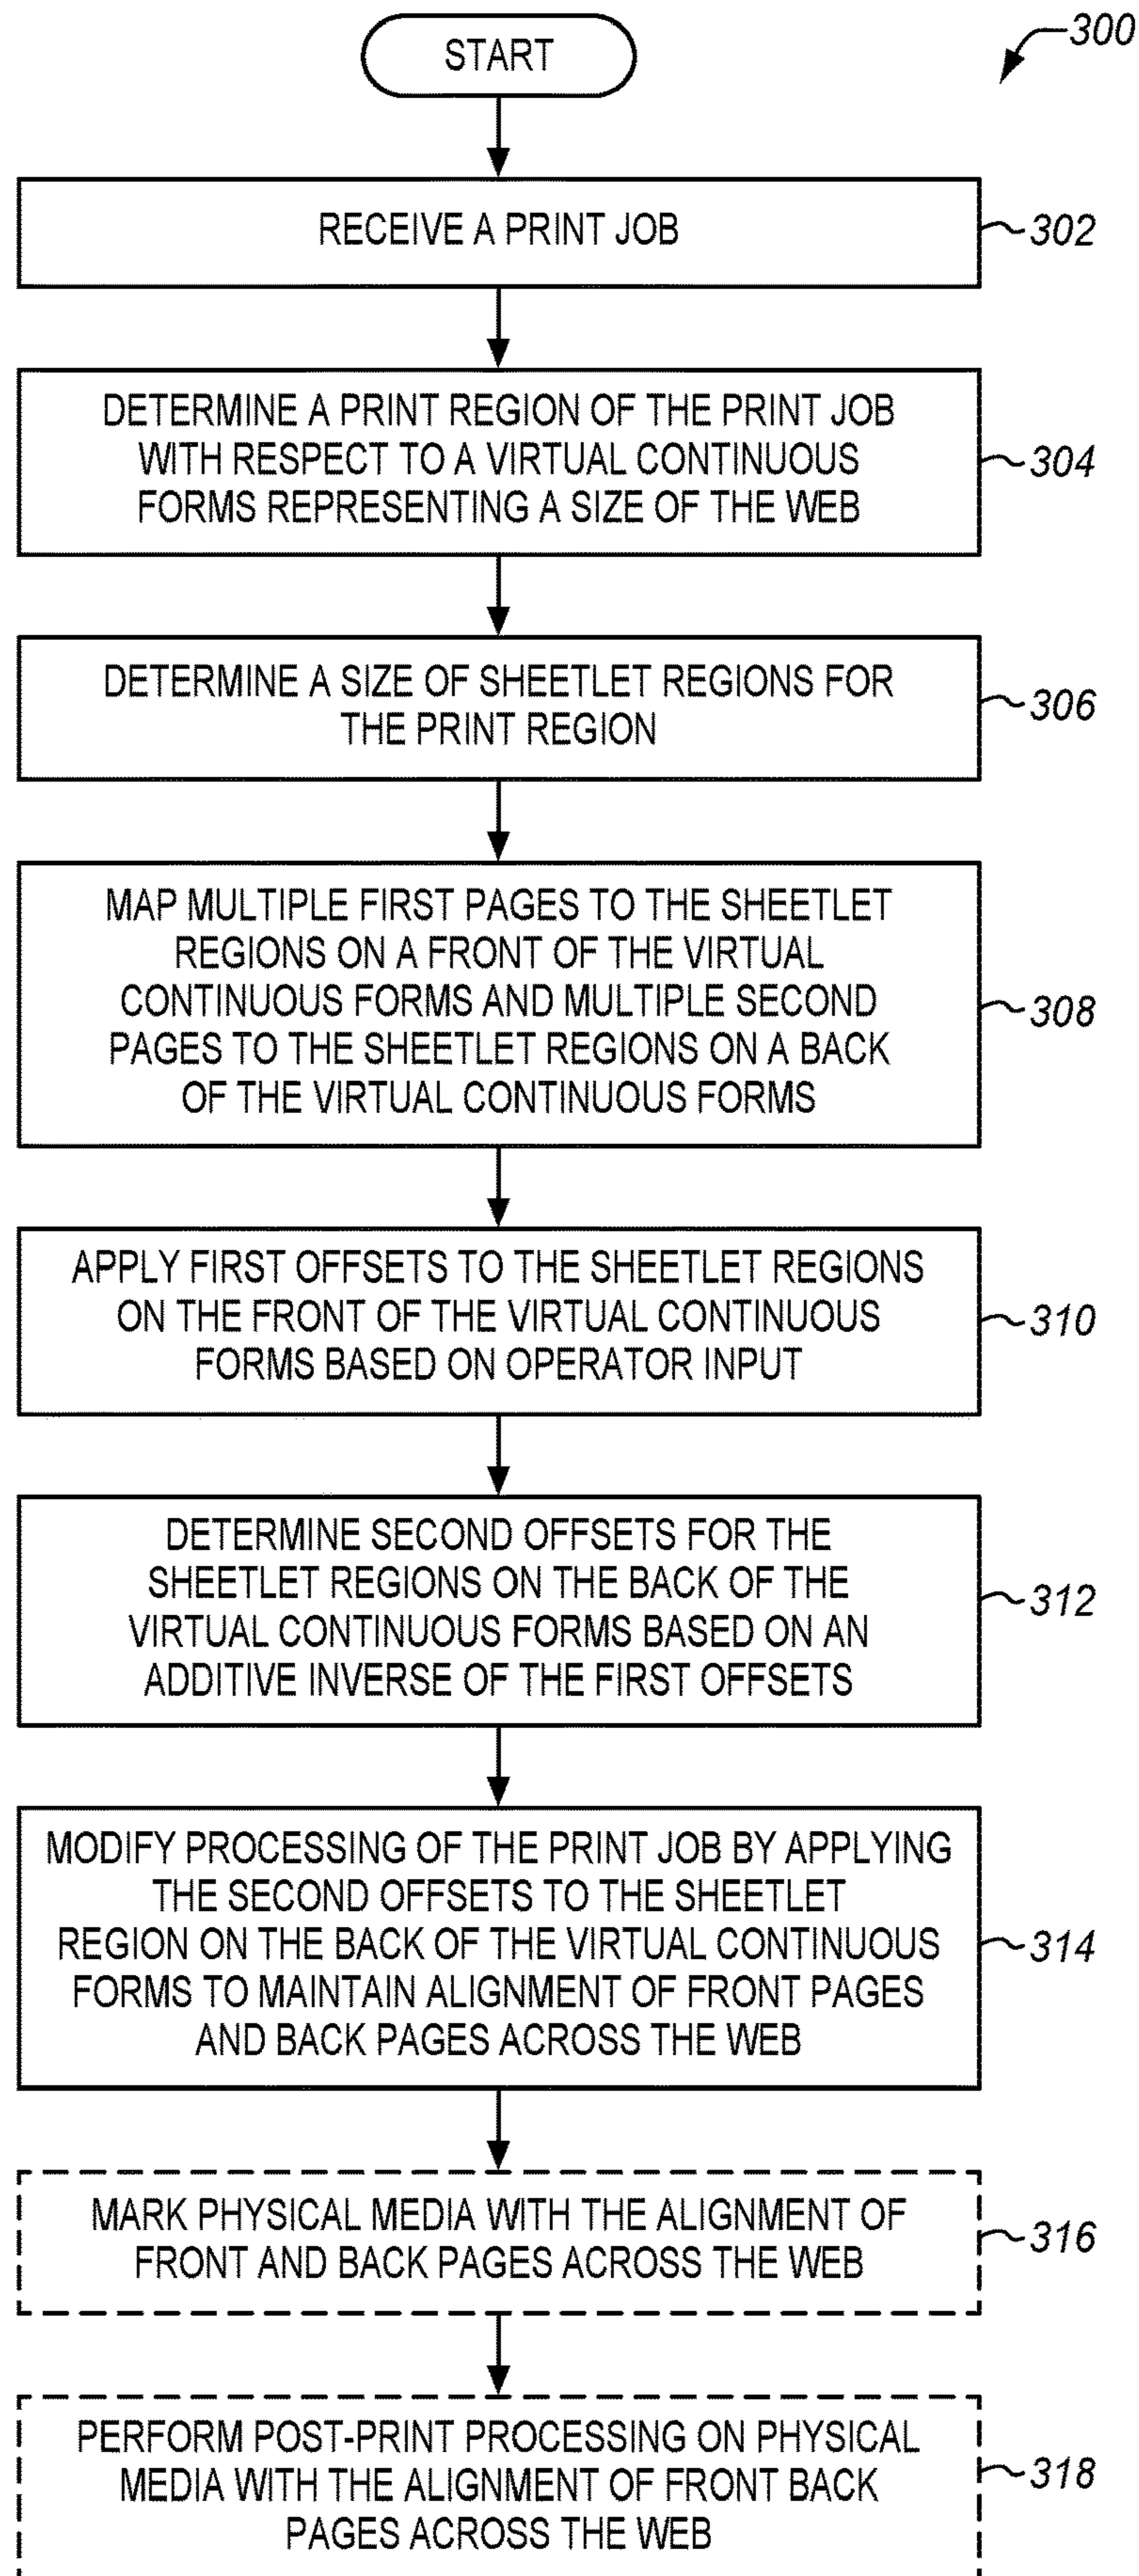 START
300
RECEIVE A PRINT JOB
302
DETERMINE A PRINT REGION OF THE PRINT JOB
WITH RESPECT TO A VIRTUAL CONTINUOUS
FORMS REPRESENTING A SIZE OF THE WEB
304
DETERMINE A SIZE OF SHEETLET REGIONS FOR
THE PRINT REGION
306
MAP MULTIPLE FIRST PAGES TO THE SHEETLET
REGIONS ON A FRONT OF THE VIRTUAL
CONTINUOUS FORMS AND MULTIPLE SECOND
PAGES TO THE SHEETLET REGIONS ON A BACK
OF THE VIRTUAL CONTINUOUS FORMS
308
APPLY FIRST OFFSETS TO THE SHEETLET REGIONS
ON THE FRONT OF THE VIRTUAL CONTINUOUS
FORMS BASED ON OPERATOR INPUT
310
DETERMINE SECOND OFFSETS FOR THE
SHEETLET REGIONS ON THE BACK OF THE
VIRTUAL CONTINUOUS FORMS BASED ON AN
ADDITIVE INVERSE OF THE FIRST OFFSETS
312
MODIFY PROCESSING OF THE PRINT JOB BY APPLYING
THE SECOND OFFSETS TO THE SHEETLET
REGION ON THE BACK OF THE VIRTUAL CONTINUOUS
FORMS TO MAINTAIN ALIGNMENT OF FRONT PAGES
AND BACK PAGES ACROSS THE WEB
314
MARK PHYSICAL MEDIA WITH THE ALIGNMENT OF
FRONT AND BACK PAGES ACROSS THE WEB
316
PERFORM POST-PRINT PROCESSING ON PHYSICAL
MEDIA WITH THE ALIGNMENT OF FRONT BACK
PAGES ACROSS THE WEB
318